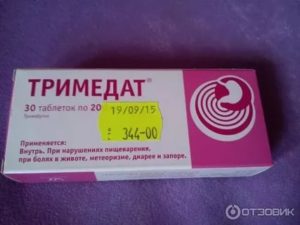 ТРИМЕДАТ®
30 таблеток по 20
Тримебутин
19/09/15
344-00
Применяется:
Внутрь. При нарушениях пищеварения,
при болях в животе, метеоризме, диарее и запоре.
ОТЗОВИК